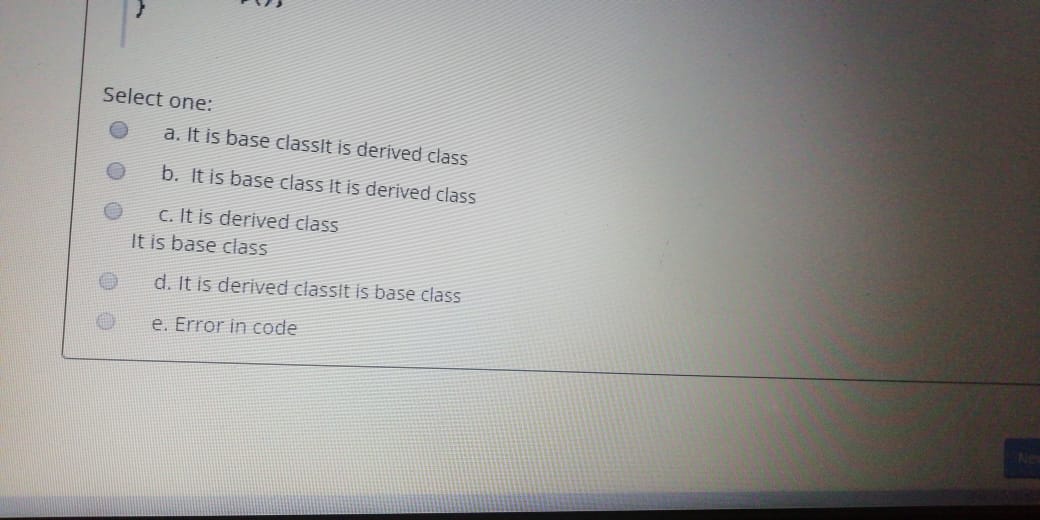 }
Select one:
a. It is base classIt is derived class
b. It is base class It is derived class
c. It is derived class
It is base class
d. It is derived classIt is base class
e. Error in code